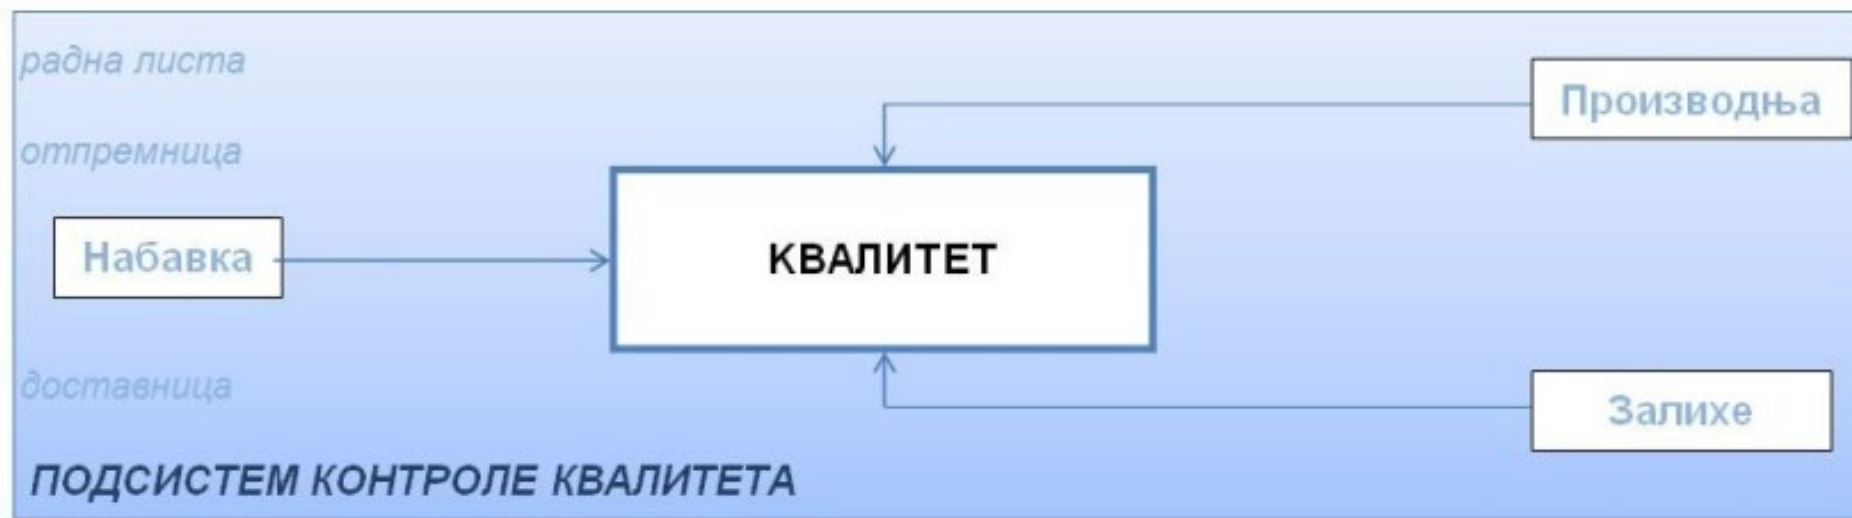 радна листа
Производња
отпремница
Набавка
КВАЛИТЕТ
доставница
Залихе
ПОДСИСТЕМ КОНТРОЛЕ КВАЛИТЕТА